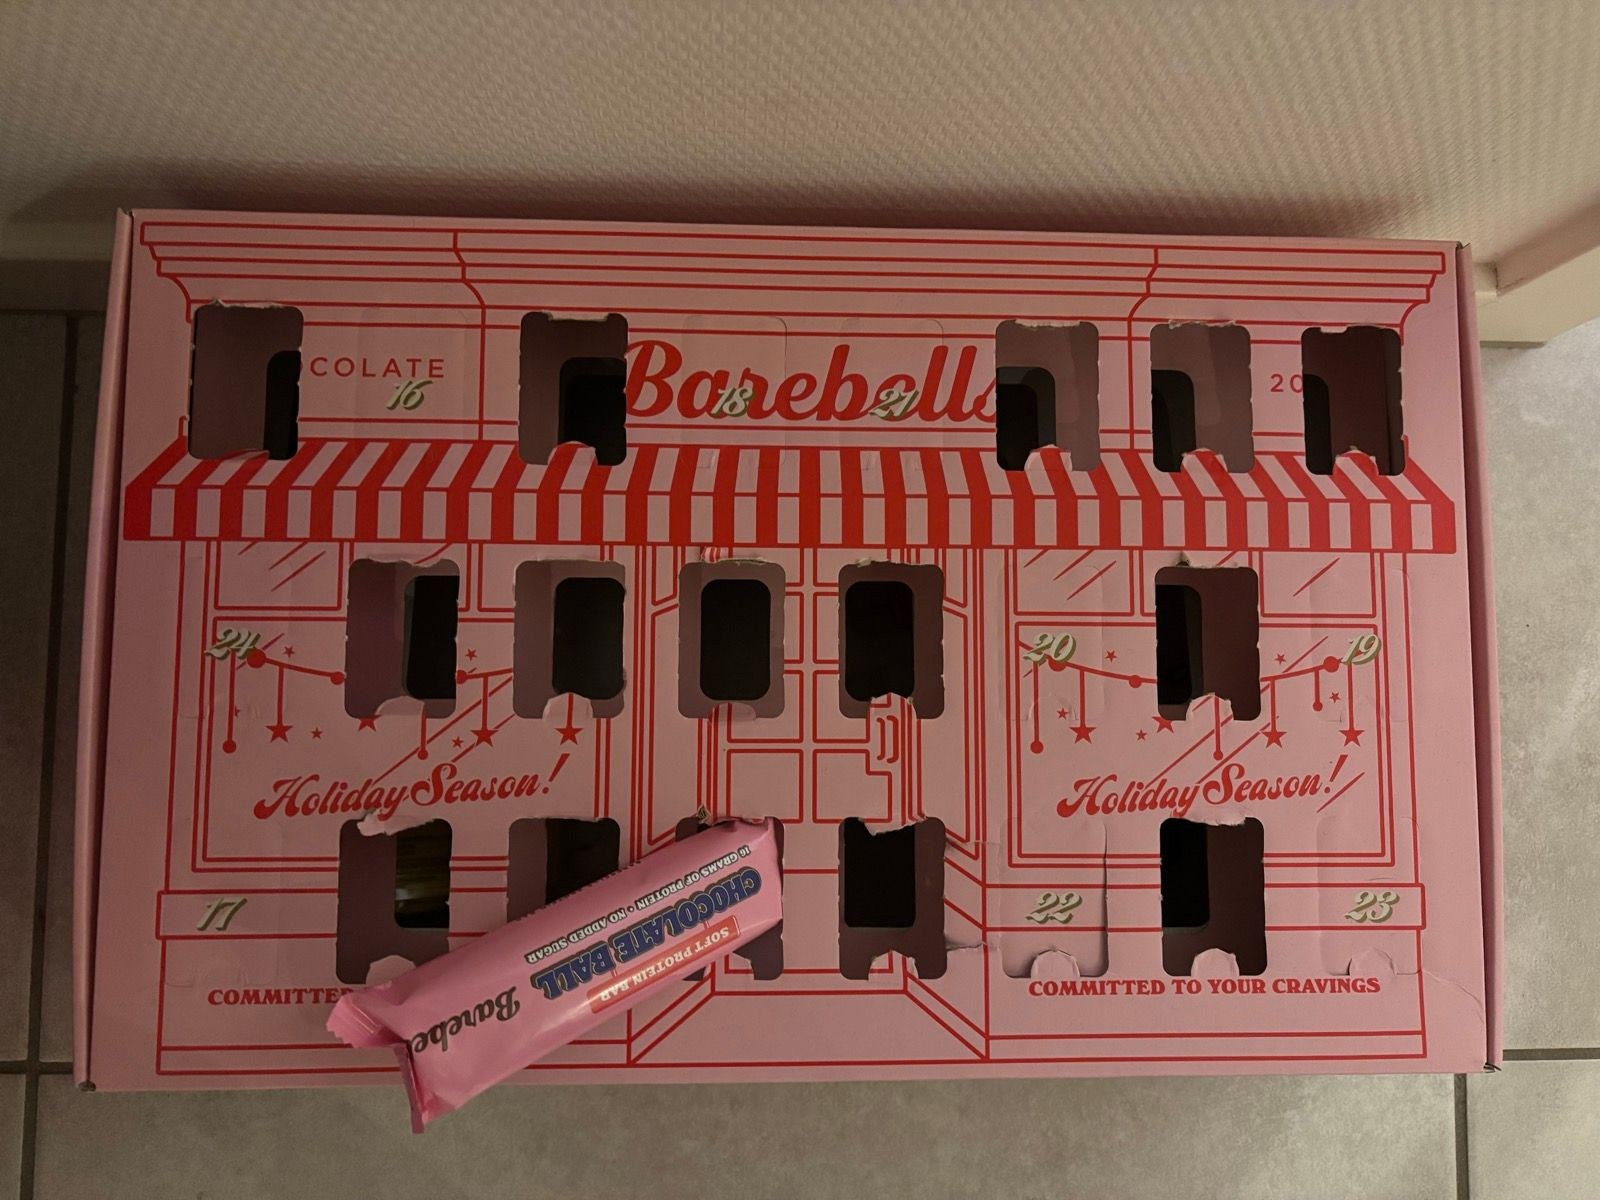 COLATE
16
Barebells
18
21
20
24
20
19
Holiday Season!
Holiday Season!
17
22
23
COMMITTED
COMMITTED TO YOUR CRAVINGS
Barebe
CHOCOLATE BALL
SOFT PROTEIN BAR
16 GRAMS OF PROTEIN • NO ADDED SUGAR